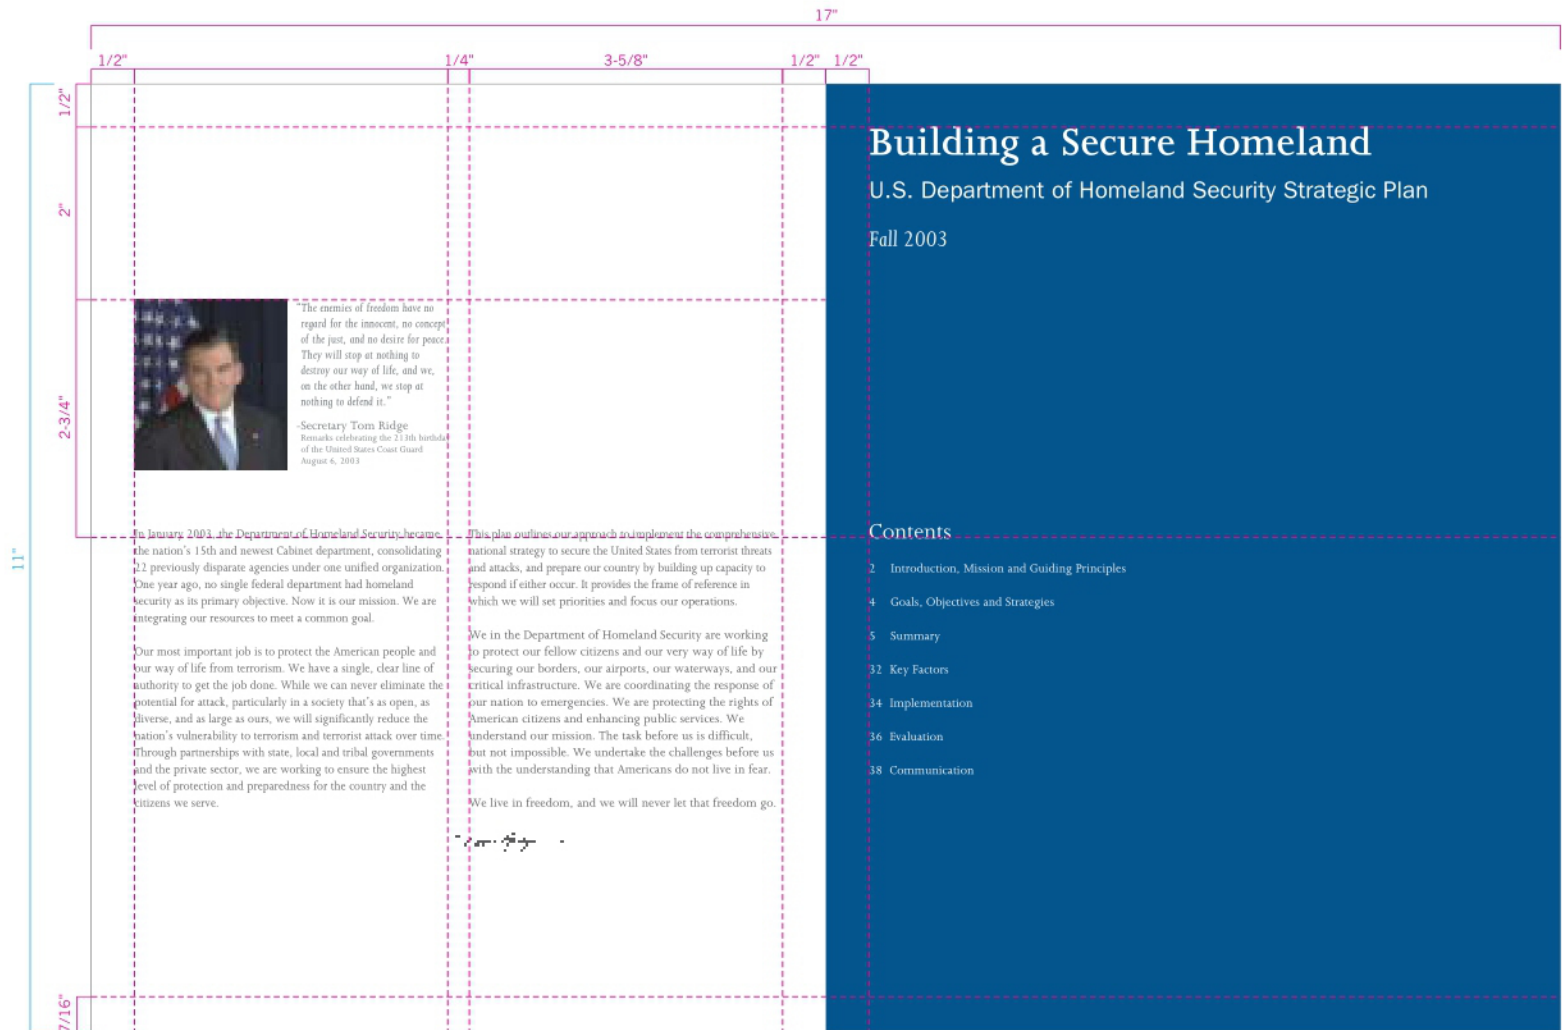 17"
1/2"
1/4"
3-5/8"
1/2"
1/2"
1/2"
2"
2-3/4"
11"
7/16"
"The enemies of freedom have no
regard for the innocent, no concept
of the just, and no desire for peace.
They will stop at nothing to
destroy our way of life, and we,
on the other hand, we stop at
nothing to defend it."
-Secretary Tom Ridge
Remarks celebrating the 213th birthda
of the United States Coast Guard
August 6, 2003
In January 2003, the Department of Homeland Security became
the nation's 15th and newest Cabinet department, consolidating
22 previously disparate agencies under one unified organization.
One year ago, no single federal department had homeland
security as its primary objective. Now it is our mission. We are
integrating our resources to meet a common goal.
Our most important job is to protect the American people and
our way of life from terrorism. We have a single, clear line of
authority to get the job done. While we can never eliminate the
potential for attack, particularly in a society that's as open, as
diverse, and as large as ours, we will significantly reduce the
nation's vulnerability to terrorism and terrorist attack over time.
Through partnerships with state, local and tribal governments
and the private sector, we are working to ensure the highest
level of protection and preparedness for the country and the
citizens we serve.
This plan outlines our approach to implement the comprehensive
national strategy to secure the United States from terrorist threats
and attacks, and prepare our country by building up capacity to
respond if either occur. It provides the frame of reference in
which we will set priorities and focus our operations.
We in the Department of Homeland Security are working
to protect our fellow citizens and our very way of life by
securing our borders, our airports, our waterways, and our
critical infrastructure. We are coordinating the response of
our nation to emergencies. We are protecting the rights of
American citizens and enhancing public services. We
understand our mission. The task before us is difficult,
but not impossible. We undertake the challenges before us
with the understanding that Americans do not live in fear.
We live in freedom, and we will never let that freedom go.
Building a Secure Homeland
U.S. Department of Homeland Security Strategic Plan
Fall 2003
Contents
2 Introduction, Mission and Guiding Principles
4 Goals, Objectives and Strategies
5 Summary
32 Key Factors
34 Implementation
36 Evaluation
38 Communication